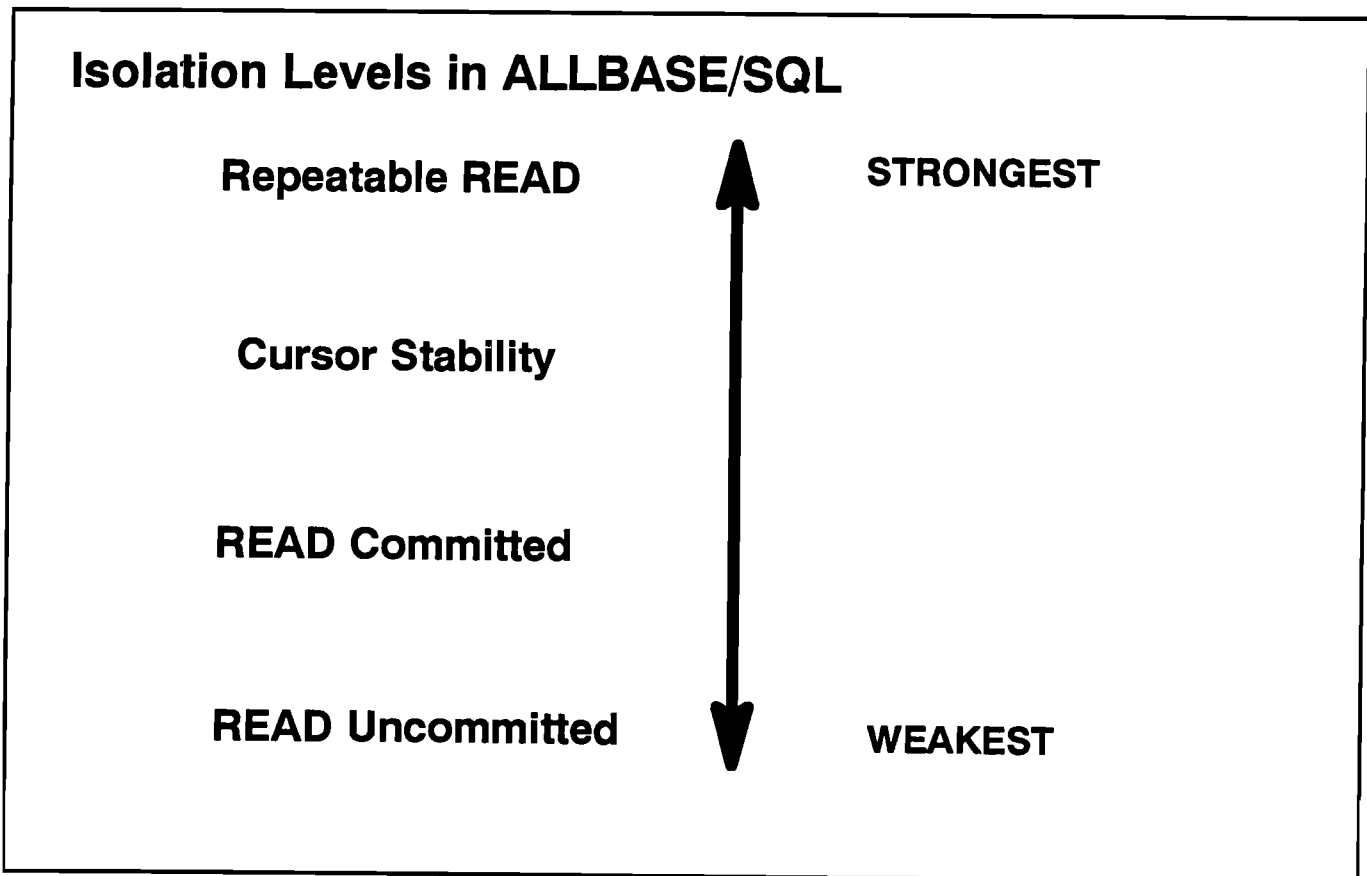 Isolation Levels in ALLBASE/SQL
Repeatable READ
STRONGEST
Cursor Stability
READ Committed
READ Uncommitted
WEAKEST